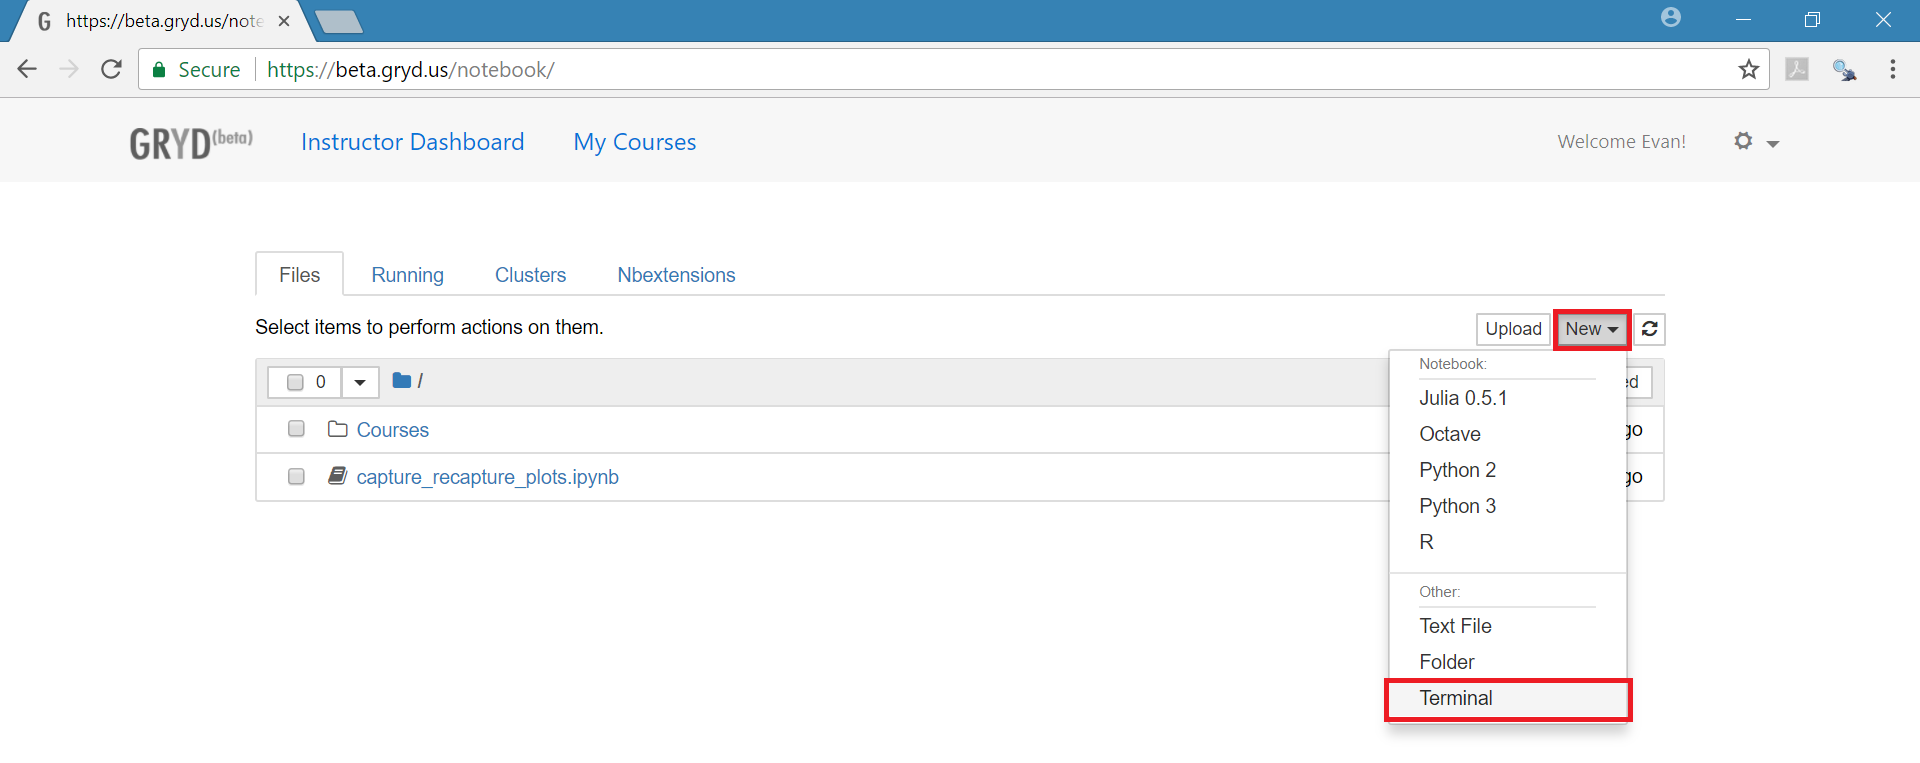 G https://beta.gryd.us/note
Secure https://beta.gryd.us/notebook/
GRYD(beta) Instructor Dashboard My Courses Welcome Evan!
Files Running Clusters Nbextensions
Select items to perform actions on them. Upload New
0 / ed
Notebook:
Julia 0.5.1
Courses go
Octave
Python 2
capture_recapture_plots.ipynb go
Python 3
R
Other:
Text File
Folder
Terminal